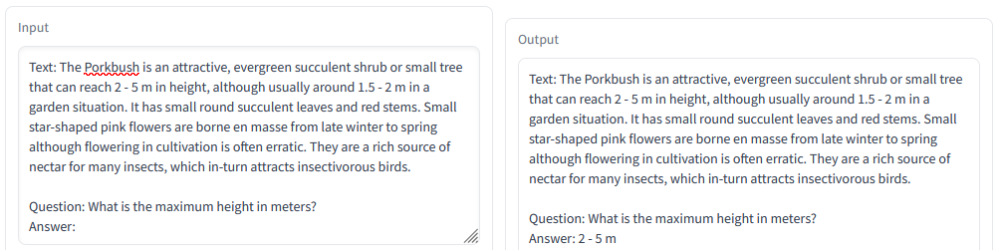 Input
Text: The Porkbush is an attractive, evergreen succulent shrub or small tree
that can reach 2 - 5 m in height, although usually around 1.5 - 2 m in a
garden situation. It has small round succulent leaves and red stems. Small
star-shaped pink flowers are borne en masse from late winter to spring
although flowering in cultivation is often erratic. They are a rich source of
nectar for many insects, which in-turn attracts insectivorous birds.
Question: What is the maximum height in meters?
Answer:
Output
Text: The Porkbush is an attractive, evergreen succulent shrub or small tree
that can reach 2 - 5 m in height, although usually around 1.5 - 2 m in a
garden situation. It has small round succulent leaves and red stems. Small
star-shaped pink flowers are borne en masse from late winter to spring
although flowering in cultivation is often erratic. They are a rich source of
nectar for many insects, which in-turn attracts insectivorous birds.
Question: What is the maximum height in meters?
Answer: 2 - 5 m